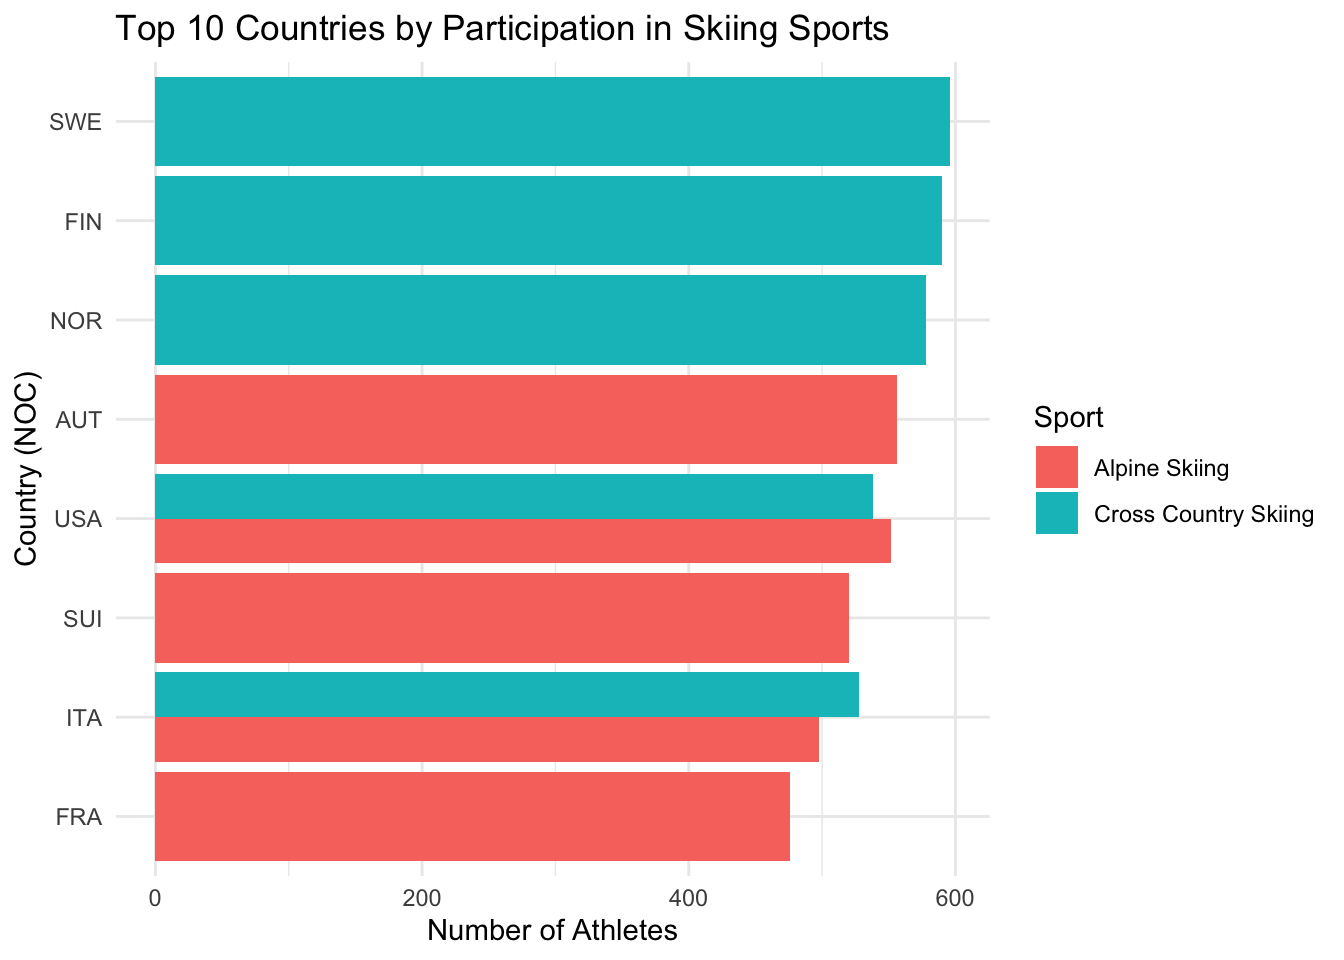 Top 10 Countries by Participation in Skiing Sports
Country (NOC)
SWE
FIN
NOR
AUT
USA
SUI
ITA
FRA
0 200 400 600
Number of Athletes
Sport
Alpine Skiing
Cross Country Skiing